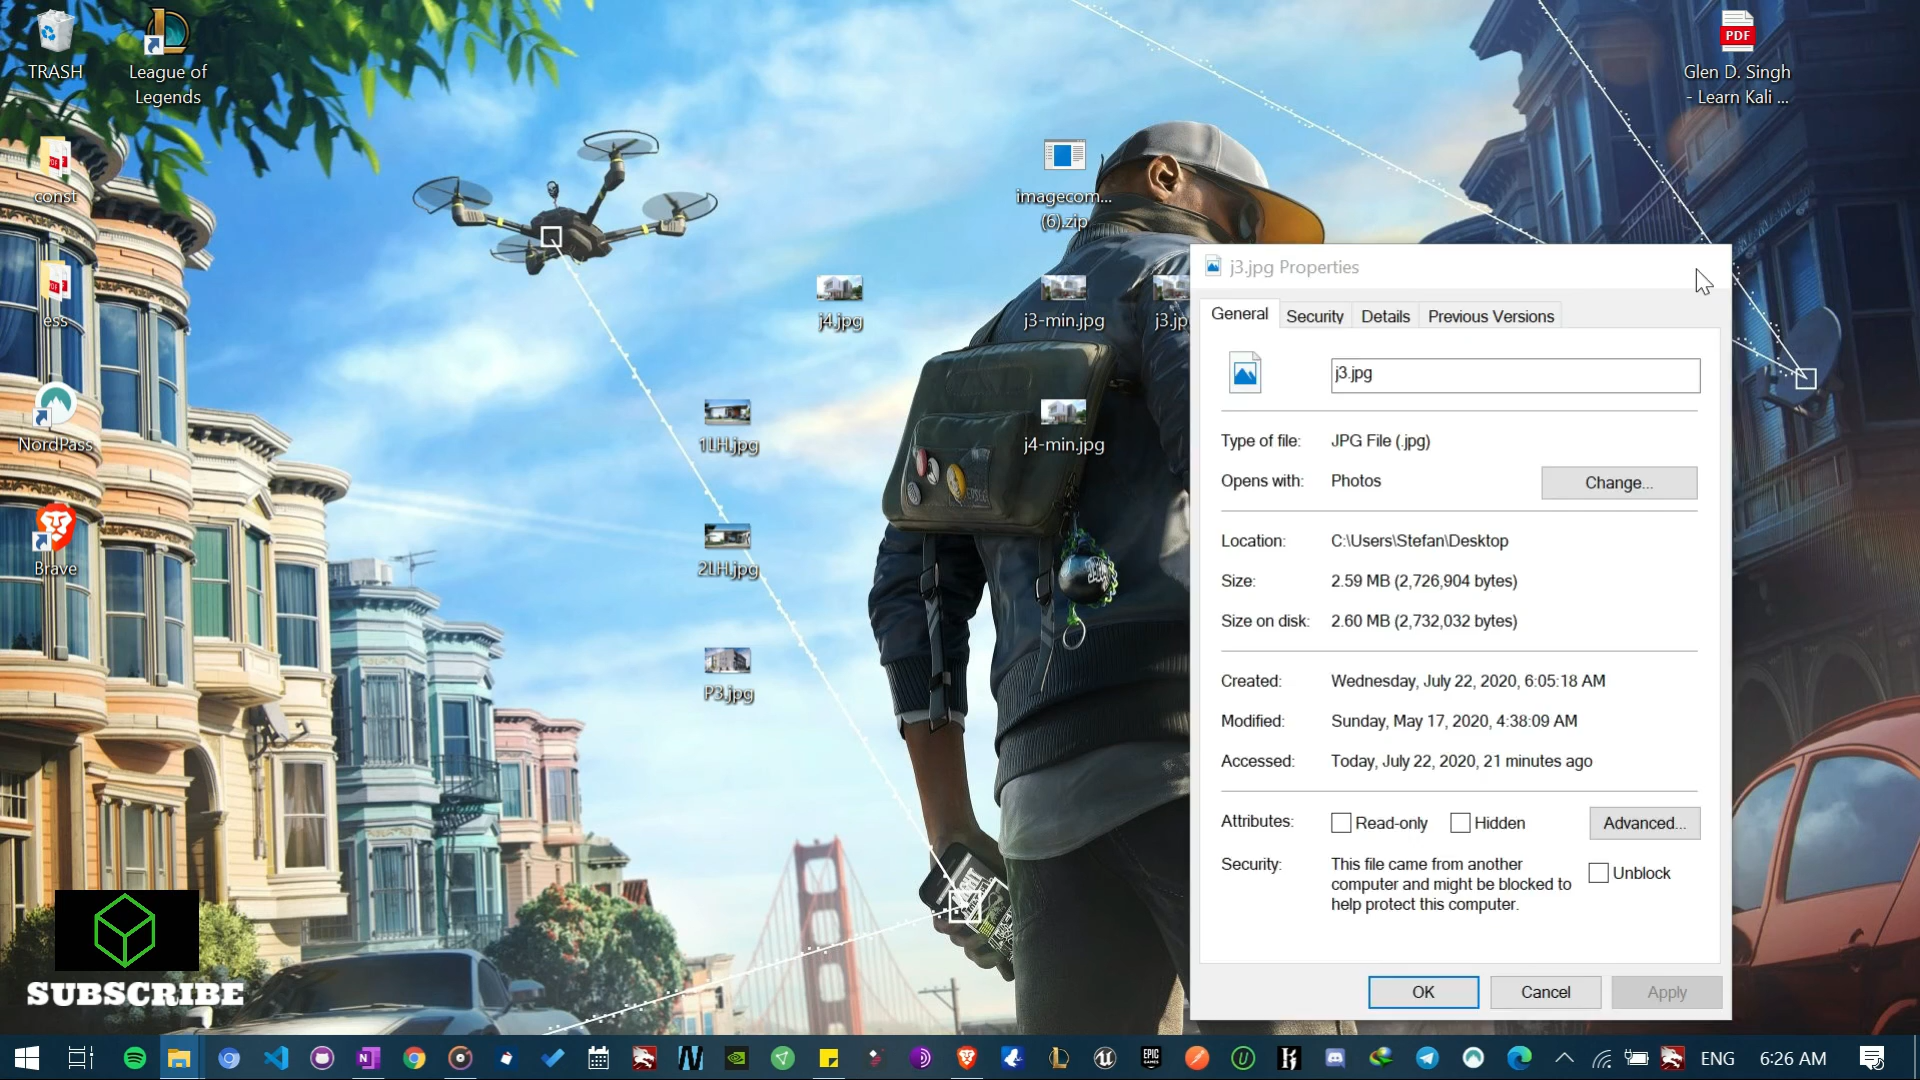 TRASH
League of
Legends
const
ess
NordPass
Brave
Glen D. Singh
- Learn Kali ...
PDF
imagecom...
(6).zip
j4.jpg
j3-min.jpg
j3.jp
1LH.jpg
j4-min.jpg
2LH.jpg
P3.jpg
j3.jpg Properties
General
Security
Details
Previous Versions
j3.jpg
Type of file: JPG File (.jpg)
Opens with: Photos
Change...
Location: C:\Users\Stefan\Desktop
Size: 2.59 MB (2,726,904 bytes)
Size on disk: 2.60 MB (2,732,032 bytes)
Created: Wednesday, July 22, 2020, 6:05:18 AM
Modified: Sunday, May 17, 2020, 4:38:09 AM
Accessed: Today, July 22, 2020, 21 minutes ago
Attributes: Read-only Hidden
Advanced...
Security: This file came from another
computer and might be blocked to
help protect this computer.
Unblock
OK
Cancel
Apply
SUBSCRIBE
EPIC
GAMES
ENG
6:26 AM